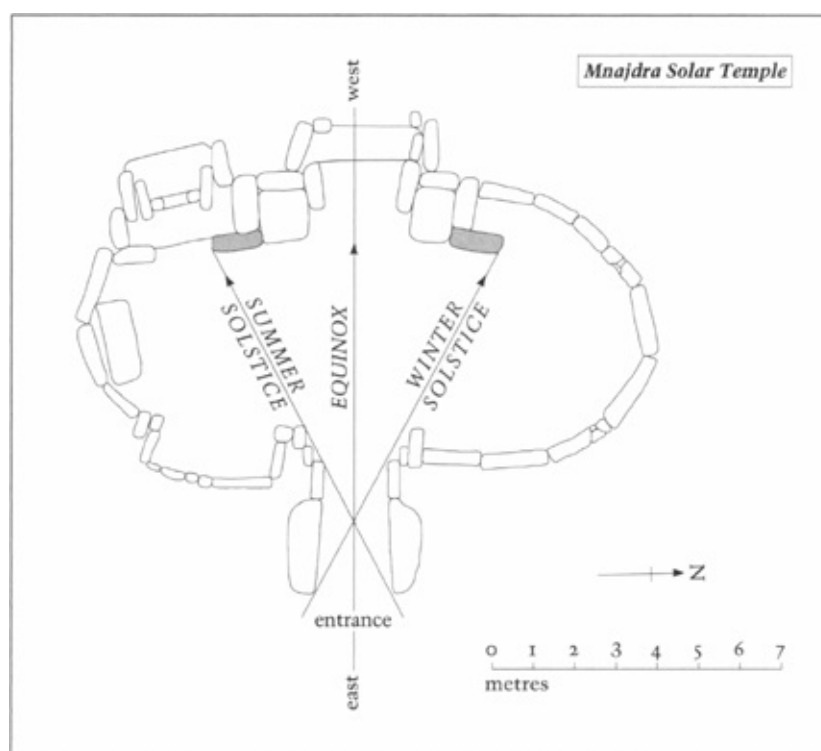 Mnajdra Solar Temple
west
SUMMER
SOLSTICE
EQUINOX
WINTER
SOLSTICE
N
entrance
0 1 2 3 4 5 6 7
metres
east